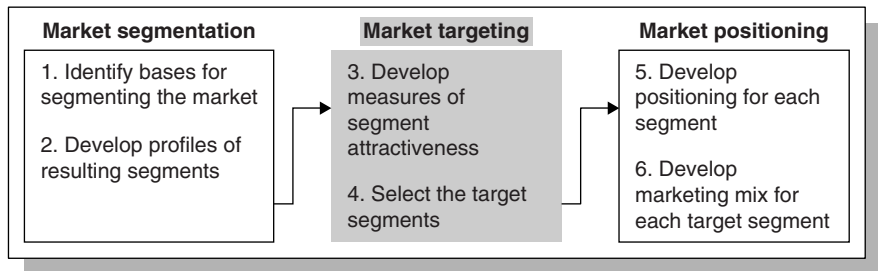 Market segmentation
1. Identify bases for
segmenting the market
2. Develop profiles of
resulting segments
Market targeting
3. Develop
measures of
segment
attractiveness
4. Select the target
segments
Market positioning
5. Develop
positioning for each
segment
6. Develop
marketing mix for
each target segment